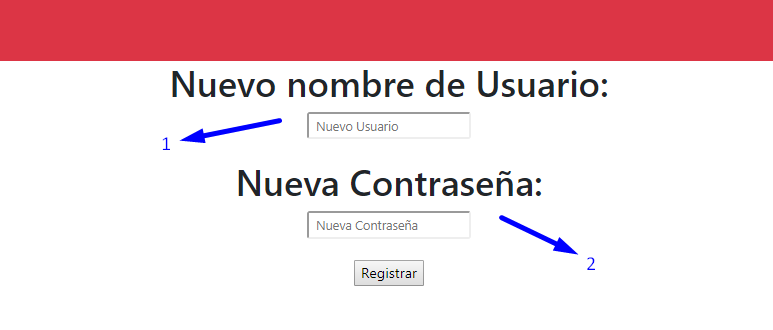 Nuevo nombre de Usuario:
Nuevo Usuario
1
Nueva Contraseña:
Nueva Contraseña
2
Registrar